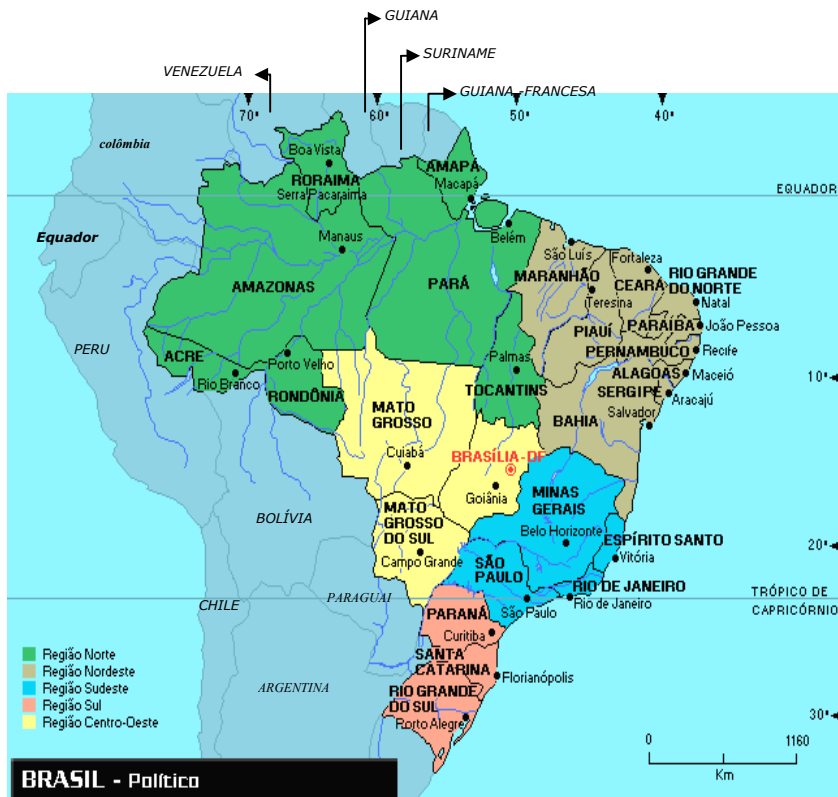 GUIANA
SURINAME
VENEZUELA
GUIANA-FRANCESA
70°
60°
50°
40°
colômbia
Boa Vista
AMAPÁ
RORAIMA
Macapá
Serra Pacaraima
EQUADOR
Equador
Manaus
Belém
São Luís
Fortaleza
MARANHÃO
CEARÁ
RIO GRANDE
DO NORTE
AMAZONAS
PARÁ
Teresina
Natal
PIAUÍ
PARAIBA
João Pessoa
PERU
ACRE
Porto Velho
Palmas
PERNAMBUCO
Recife
Rio Branco
ALAGOAS
Maceió
10°
RONDÔNIA
TOCANTINS
SERGIPE
Aracajú
MATO
GROSSO
BAHIA
Salvador
Cuiabá
BRASÍLIA-DF
Goiânia
MINAS
GERAIS
BOLÍVIA
MATO
GROSSO
DO SUL
Belo Horizonte
ESPÍRITO SANTO
20°
Campo Grande
SÃO
PAULO
Vitória
RIO DE JANEIRO
TRÓPICO DE
CAPRICÓRNIO
CHILE
PARAGUAI
São Paulo
Rio de Janeiro
PARANÁ
Curitiba
SANTA
CATARINA
Florianópolis
ARGENTINA
RIO GRANDE
DO SUL
Porto Alegre
30°
Região Norte
Região Nordeste
Região Sudeste
Região Sul
Região Centro-Oeste
0
1160
Km
BRASIL - Político